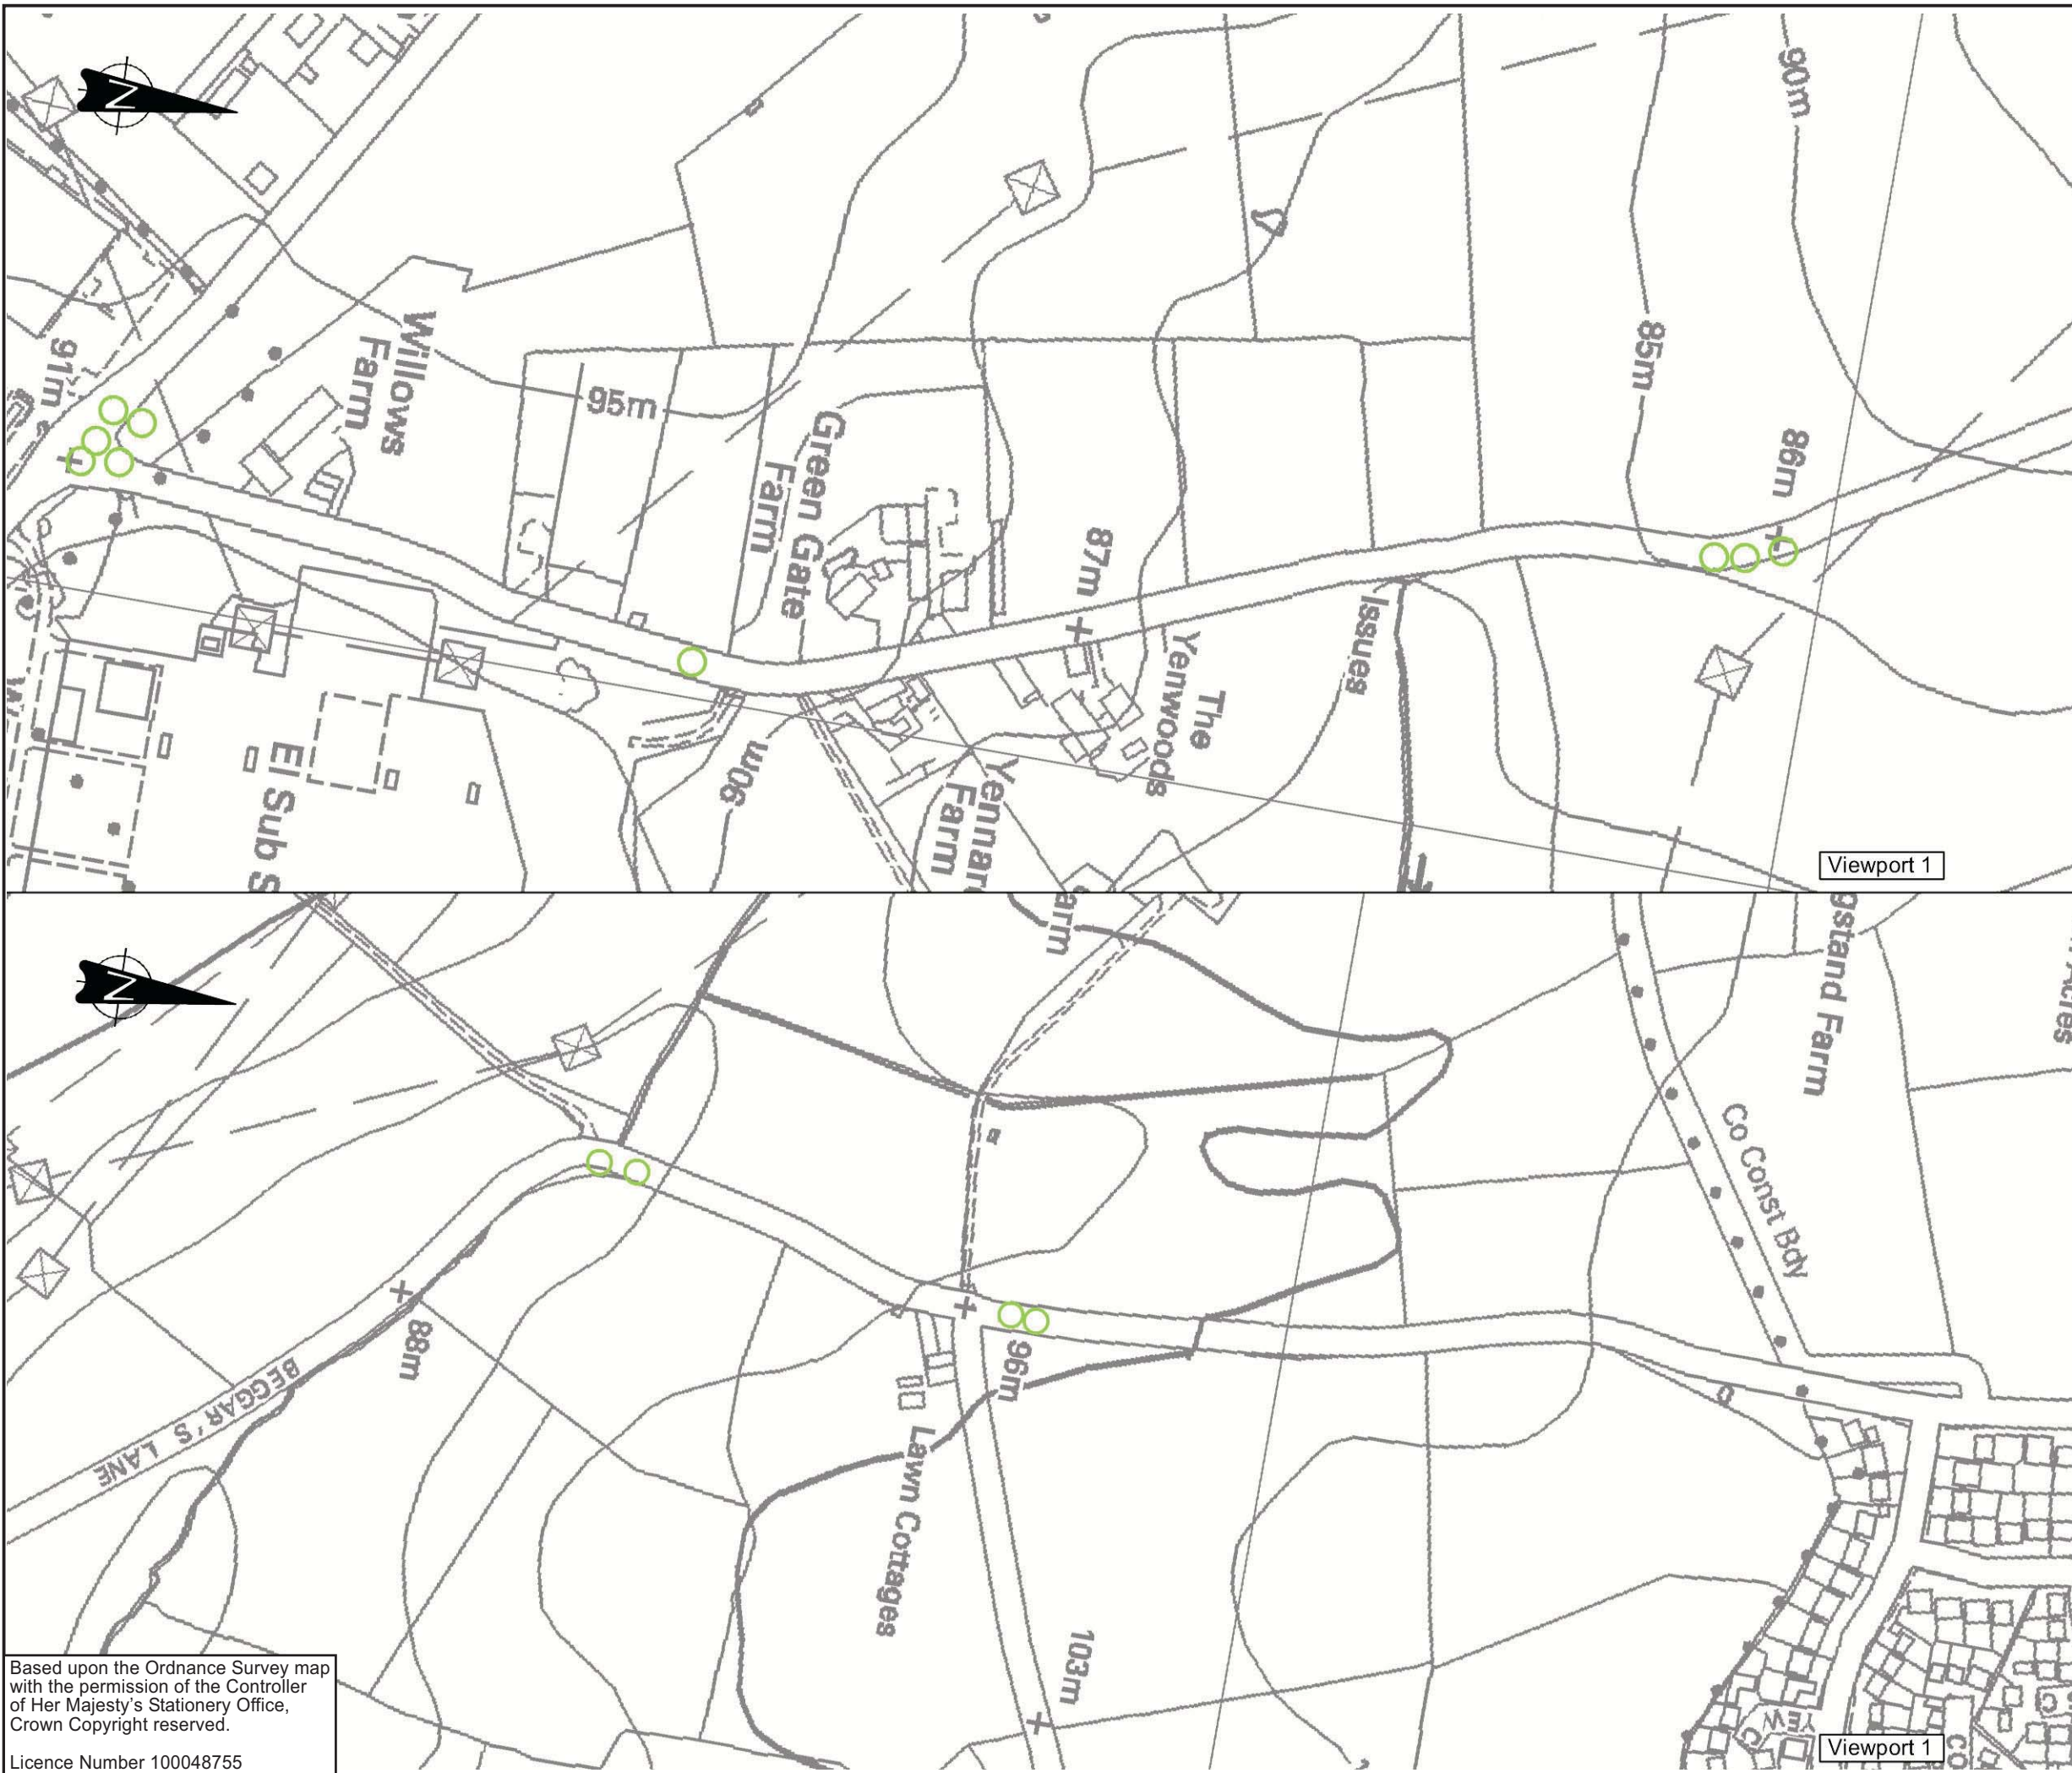 N
90m
Willows
Farm
91m
95m
85m
Green Gate
Farm
86m
87m
Issues
The
Yenwoods
El Sub S
90m
Yennard
Farm
Viewport 1
N
arm
gstand Farm
Co Const Bdy
88m
96m
BEGGAR'S LANE
Lawn Cottages
103m
Based upon the Ordnance Survey map
with the permission of the Controller
of Her Majesty's Stationery Office,
Crown Copyright reserved.
Licence Number 100048755
Viewport 1